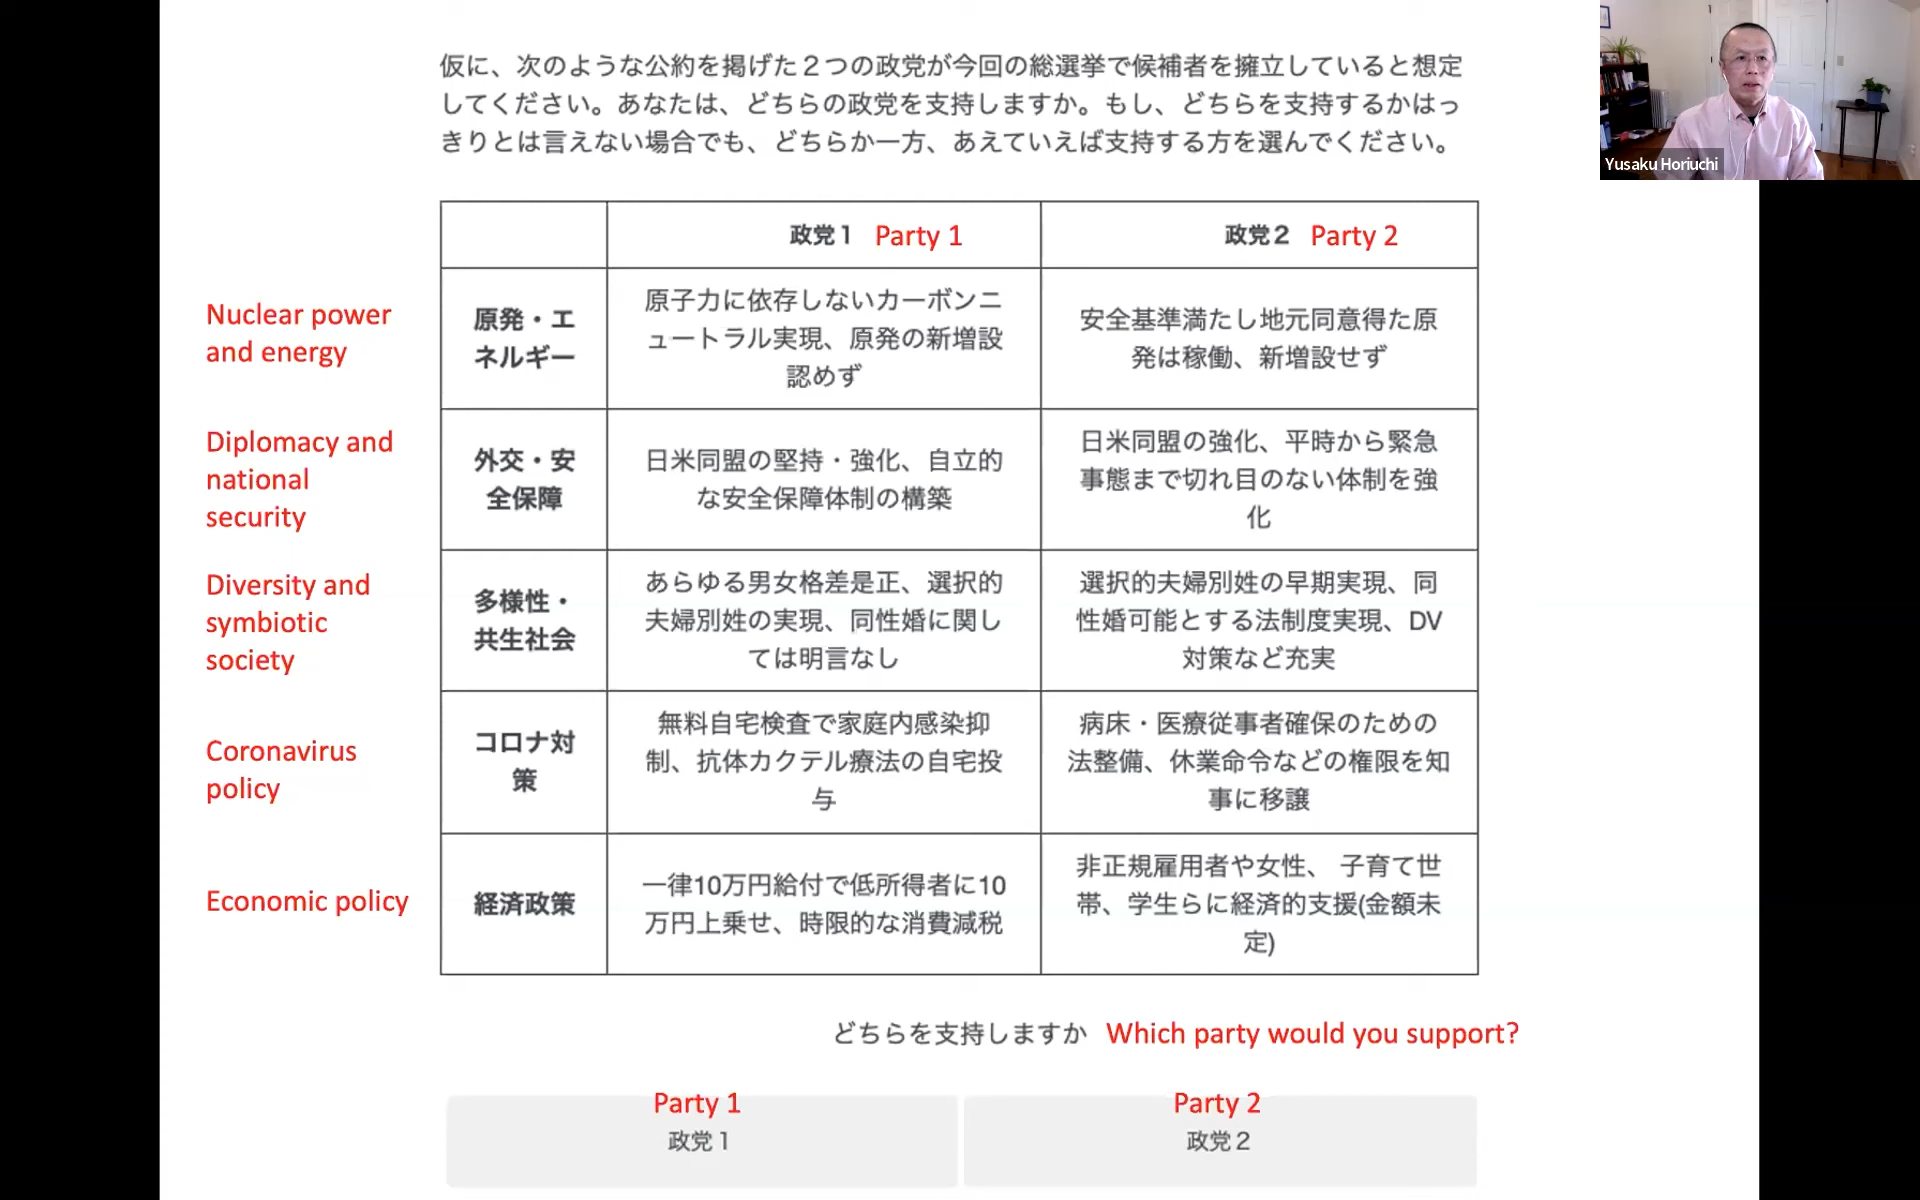 仮に、次のような公約を掲げた２つの政党が今回の総選挙で候補者を擁立していると想定
してください。あなたは、どちらの政党を支持しますか。もし、どちらを支持するかはっ
きりとは言えない場合でも、どちらか一方、あえていえば支持する方を選んでください。
Yusaku Horiuchi
政党１ Party 1
政党２ Party 2
Nuclear power
and energy
原発・エ
ネルギー
原子力に依存しないカーボンニ
ュートラル実現、原発の新増設
認めず
安全基準満たし地元同意得た原
発は稼働、新増設せず
Diplomacy and
national
security
外交・安
全保障
日米同盟の堅持・強化、自立的
な安全保障体制の構築
日米同盟の強化、平時から緊急
事態まで切れ目のない体制を強
化
Diversity and
symbiotic
society
多様性・
共生社会
あらゆる男女格差是正、選択的
夫婦別姓の実現、同性婚に関し
ては明言なし
選択的夫婦別姓の早期実現、同
性婚可能とする法制度実現、DV
対策など充実
Coronavirus
policy
コロナ対
策
無料自宅検査で家庭内感染抑
制、抗体カクテル療法の自宅投
与
病床・医療従事者確保のための
法整備、休業命令などの権限を知
事に移譲
Economic policy
経済政策
一律10万円給付で低所得者に10
万円上乗せ、時限的な消費減税
非正規雇用者や女性、 子育て世
帯、学生らに経済的支援(金額未
定)
どちらを支持しますか Which party would you support?
Party 1
政党１
Party 2
政党２